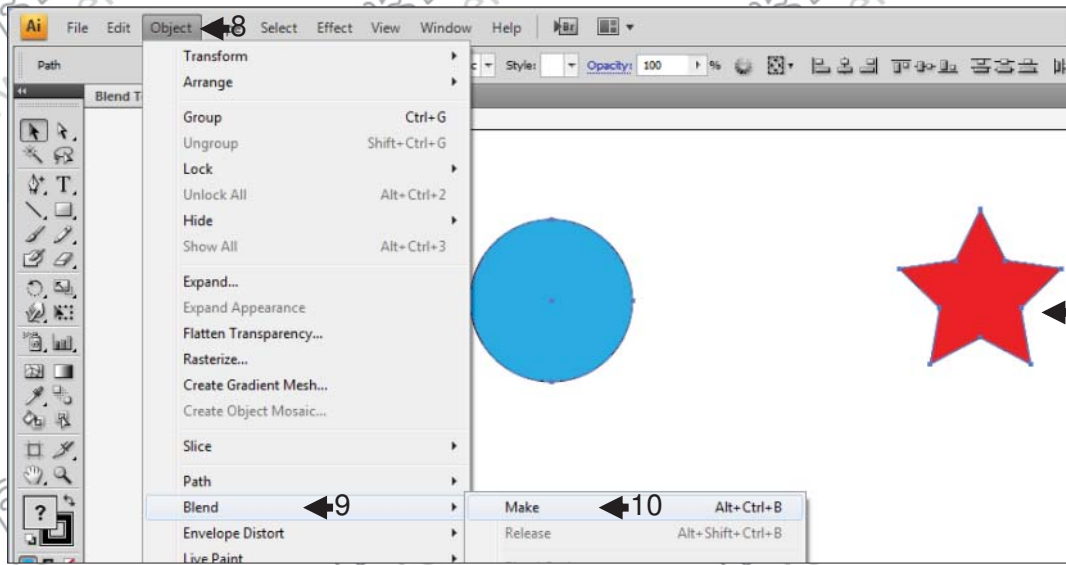 Ai File Edit Object 8 Select Effect View Window Help Br
Path Style: Opacity: 100 %
Blend T
Transform
Arrange
Group Ctrl+G
Ungroup Shift+Ctrl+G
Lock
Unlock All Alt+Ctrl+2
Hide
Show All Alt+Ctrl+3
Expand...
Expand Appearance
Flatten Transparency...
Rasterize...
Create Gradient Mesh...
Create Object Mosaic...
Slice
Path
Blend 9 Make 10 Alt+Ctrl+B
Envelope Distort Release Alt+Shift+Ctrl+B
Live Paint